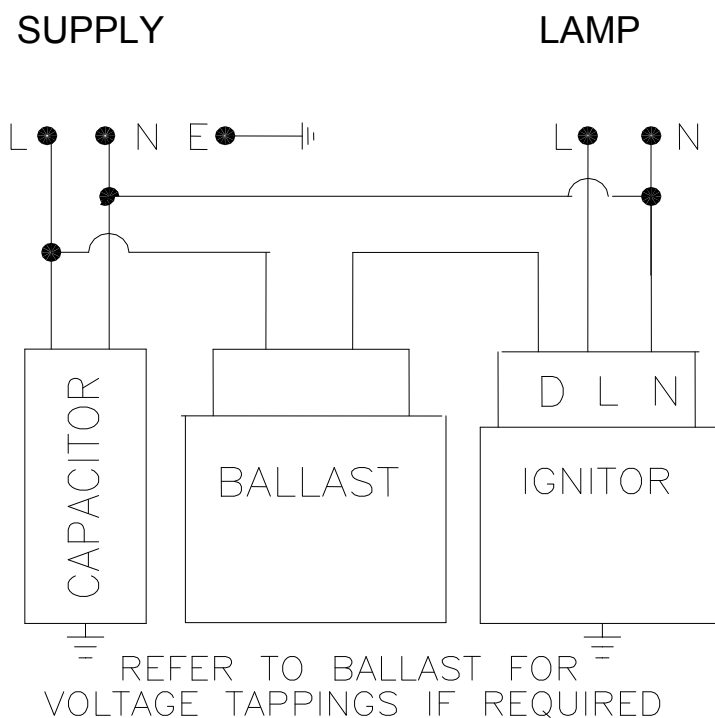 SUPPLY LAMP
L N E L N
D L N
CAPACITOR
BALLAST
IGNITOR
REFER TO BALLAST FOR
VOLTAGE TAPPINGS IF REQUIRED